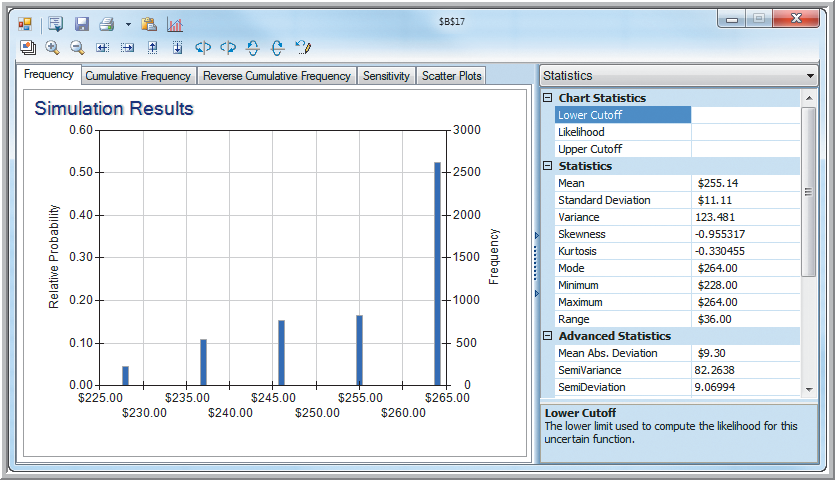 $B$17
Frequency
Cumulative Frequency
Reverse Cumulative Frequency
Sensitivity
Scatter Plots
Simulation Results
0.60
0.50
0.40
0.30
0.20
0.10
0.00
Relative Probability
3000
2500
2000
1500
1000
500
0
Frequency
$225.00
$235.00
$245.00
$255.00
$265.00
$230.00
$240.00
$250.00
$260.00
Statistics
Chart Statistics
Lower Cutoff
Likelihood
Upper Cutoff
Statistics
Mean $255.14
Standard Deviation $11.11
Variance 123.481
Skewness -0.955317
Kurtosis -0.330455
Mode $264.00
Minimum $228.00
Maximum $264.00
Range $36.00
Advanced Statistics
Mean Abs. Deviation $9.30
SemiVariance 82.2638
SemiDeviation 9.06994
Lower Cutoff
The lower limit used to compute the likelihood for this
uncertain function.